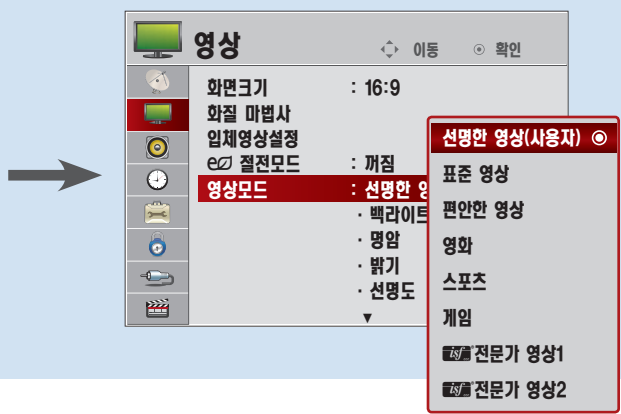 영상
이동 확인
화면크기 : 16:9
화질 마법사
입체영상설정
절전모드 : 꺼짐
영상모드 : 선명한 영
· 백라이트
· 명암
· 밝기
· 선명도
선명한 영상(사용자)
표준 영상
편안한 영상
영화
스포츠
게임
isf 전문가 영상1
isf 전문가 영상2